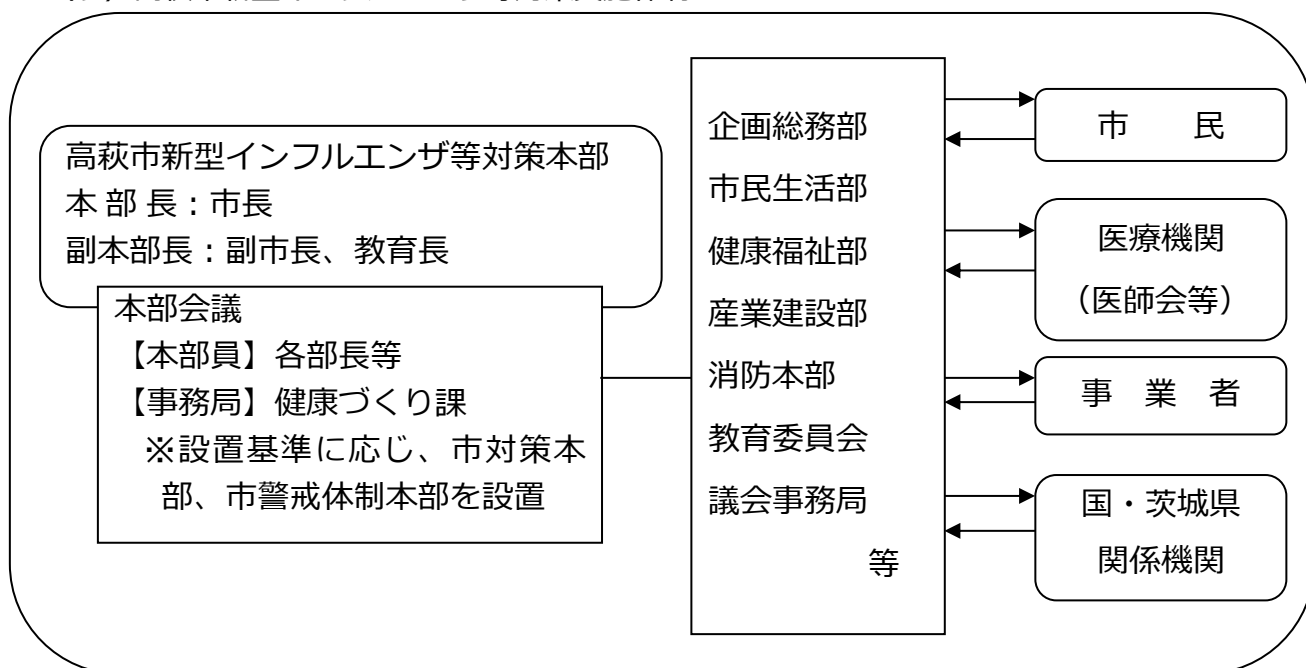 高萩市新型インフルエンザ等対策本部
本 部 長：市長
副本部長：副市長、教育長
本部会議
【本部員】各部長等
【事務局】健康づくり課
※設置基準に応じ、市対策本
部、市警戒体制本部を設置
企画総務部
市民生活部
健康福祉部
産業建設部
消防本部
教育委員会
議会事務局
等
市　　民
医療機関
（医師会等）
事　業　者
国・茨城県
関係機関